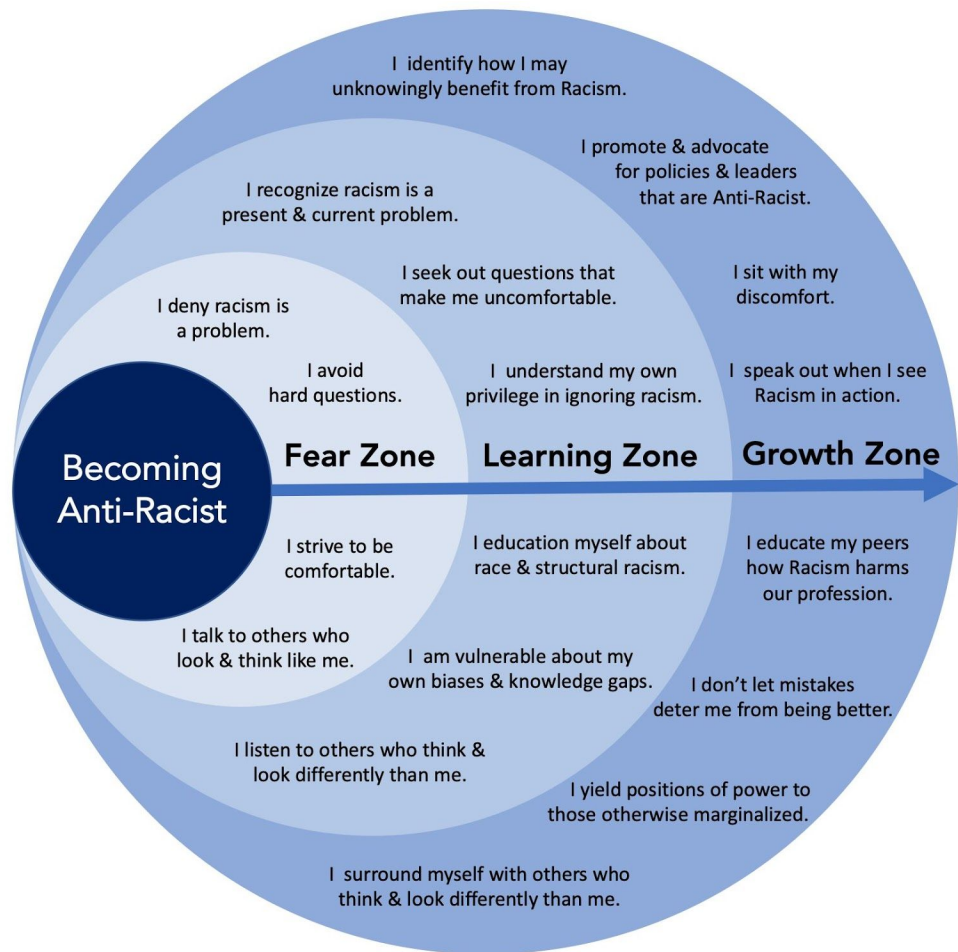 I identify how I may
unknowingly benefit from Racism.
I promote & advocate
for policies & leaders
that are Anti-Racist.
I recognize racism is a
present & current problem.
I seek out questions that
make me uncomfortable.
I sit with my
discomfort.
I deny racism is
a problem.
I avoid
hard questions.
I understand my own
privilege in ignoring racism.
I speak out when I see
Racism in action.
Becoming
Anti-Racist
Fear Zone
Learning Zone
Growth Zone
I strive to be
comfortable.
I education myself about
race & structural racism.
I educate my peers
how Racism harms
our profession.
I talk to others who
look & think like me.
I am vulnerable about my
own biases & knowledge gaps.
I don't let mistakes
deter me from being better.
I listen to others who think &
look differently than me.
I yield positions of power to
those otherwise marginalized.
I surround myself with others who
think & look differently than me.